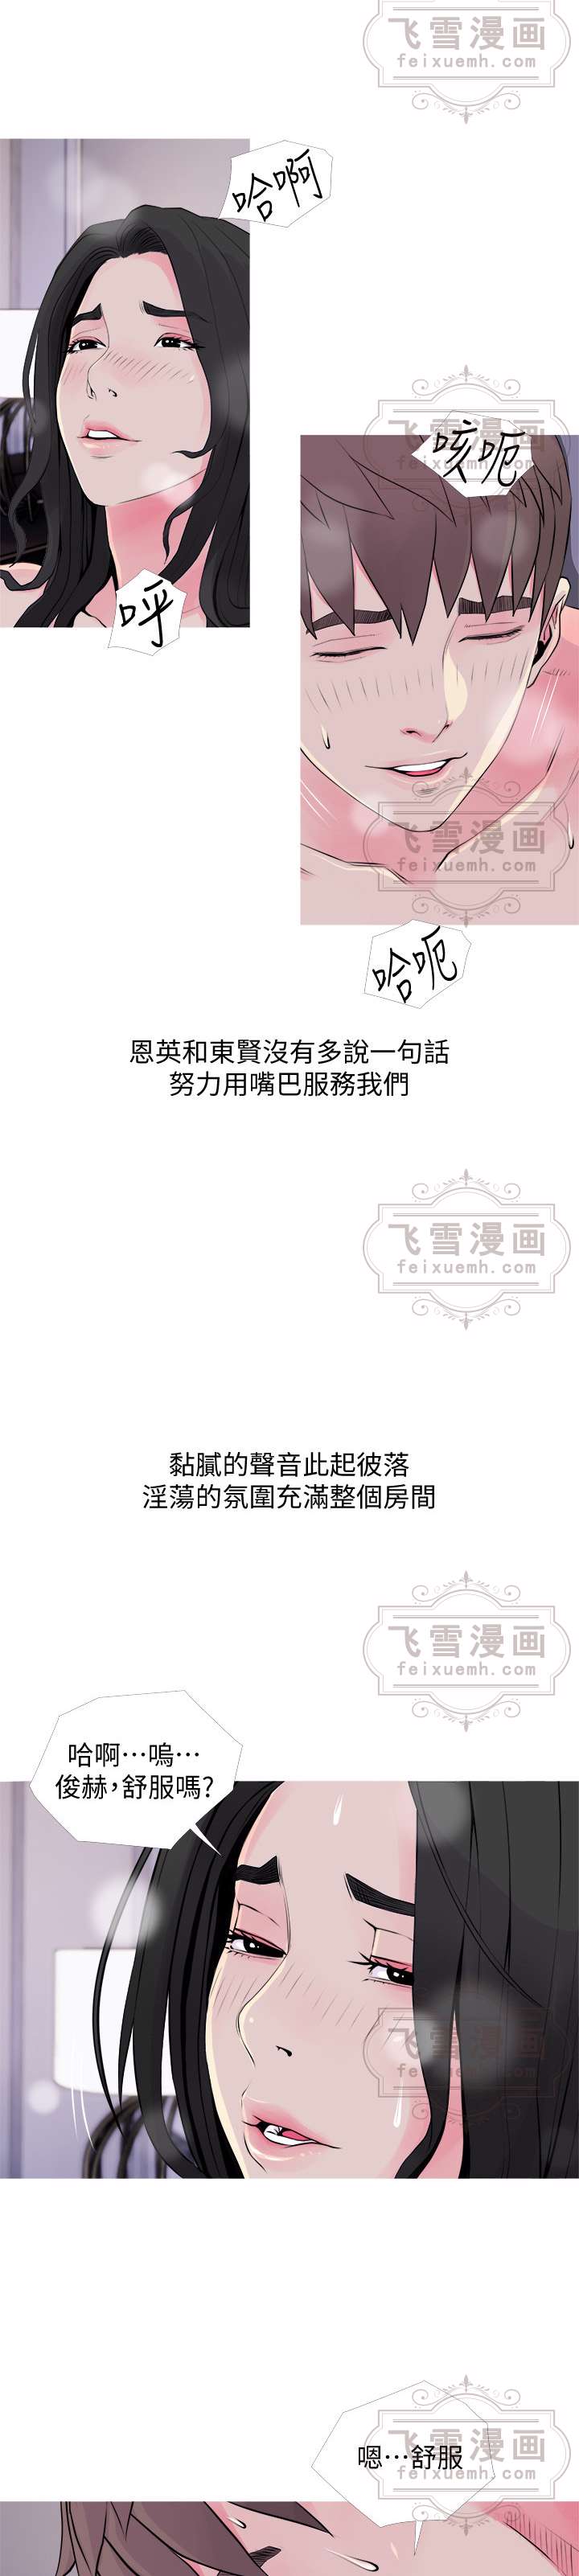 飞雪漫画
feixuemh.com
哈啊
飞雪漫画
feixuemh.com
咳呃
呼
飞雪漫画
feixuemh.com
哈呃
恩英和東賢沒有多說一句話
努力用嘴巴服務我們
飞雪漫画
feixuemh.com
黏膩的聲音此起彼落
淫蕩的氛圍充滿整個房間
飞雪漫画
feixuemh.com
哈啊⋯嗚⋯
俊赫,舒服嗎?
飞雪漫画
feixuemh.com
飞雪漫画
feixuemh.com
嗯⋯舒服